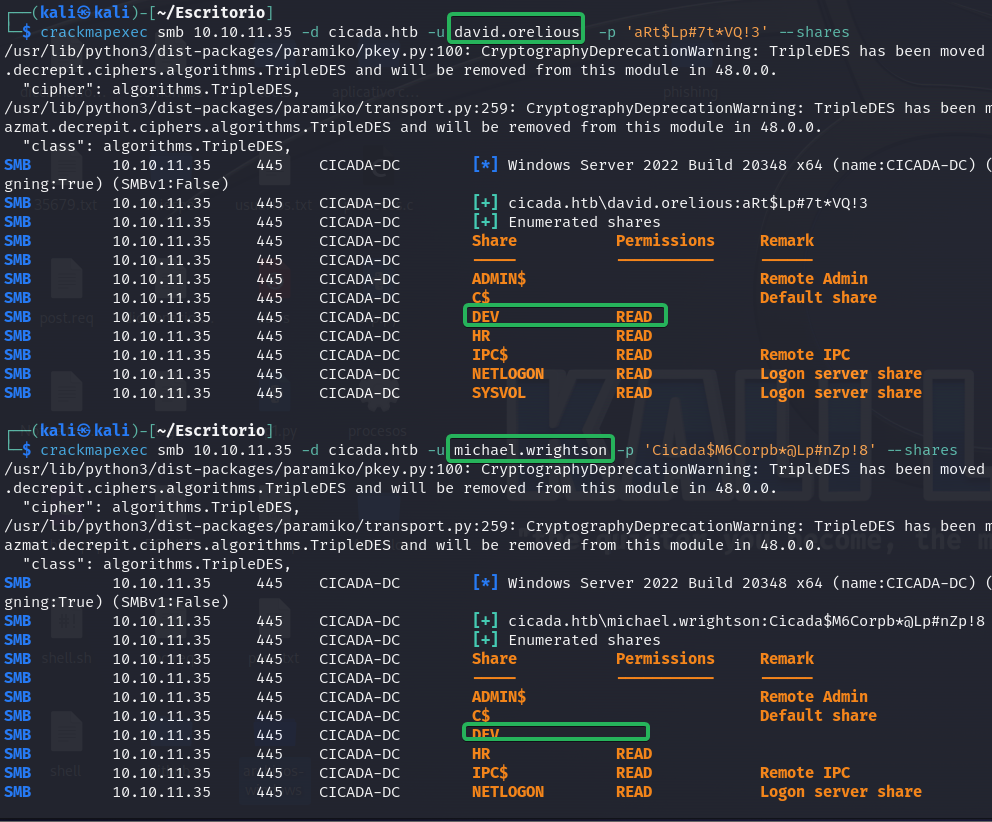 ┌──(kali㉿kali)-[~/Escritorio]
└─$ crackmapexec smb 10.10.11.35 -d cicada.htb -u david.orelious -p 'aRt$Lp#7t*VQ!3' --shares
/usr/lib/python3/dist-packages/paramiko/pkey.py:100: CryptographyDeprecationWarning: TripleDES has been moved
.decrepit.ciphers.algorithms.TripleDES and will be removed from this module in 48.0.0.
"cipher": algorithms.TripleDES,
/usr/lib/python3/dist-packages/paramiko/transport.py:259: CryptographyDeprecationWarning: TripleDES has been m
azmat.decrepit.ciphers.algorithms.TripleDES and will be removed from this module in 48.0.0.
"class": algorithms.TripleDES,
SMB 10.10.11.35 445 CICADA-DC [*] Windows Server 2022 Build 20348 x64 (name:CICADA-DC) (
gning:True) (SMBv1:False)
SMB 10.10.11.35 445 CICADA-DC [+] cicada.htb\david.orelious:aRt$Lp#7t*VQ!3
SMB 10.10.11.35 445 CICADA-DC [+] Enumerated shares
SMB 10.10.11.35 445 CICADA-DC Share Permissions Remark
SMB 10.10.11.35 445 CICADA-DC ----- ----------- ------
SMB 10.10.11.35 445 CICADA-DC ADMIN$ Remote Admin
SMB 10.10.11.35 445 CICADA-DC C$ Default share
SMB 10.10.11.35 445 CICADA-DC DEV READ
SMB 10.10.11.35 445 CICADA-DC HR READ
SMB 10.10.11.35 445 CICADA-DC IPC$ READ Remote IPC
SMB 10.10.11.35 445 CICADA-DC NETLOGON READ Logon server share
SMB 10.10.11.35 445 CICADA-DC SYSVOL READ Logon server share
┌──(kali㉿kali)-[~/Escritorio]
└─$ crackmapexec smb 10.10.11.35 -d cicada.htb -u michael.wrightson -p 'Cicada$M6Corpb*@Lp#nZp!8' --shares
/usr/lib/python3/dist-packages/paramiko/pkey.py:100: CryptographyDeprecationWarning: TripleDES has been moved
.decrepit.ciphers.algorithms.TripleDES and will be removed from this module in 48.0.0.
"cipher": algorithms.TripleDES,
/usr/lib/python3/dist-packages/paramiko/transport.py:259: CryptographyDeprecationWarning: TripleDES has been m
azmat.decrepit.ciphers.algorithms.TripleDES and will be removed from this module in 48.0.0.
"class": algorithms.TripleDES,
SMB 10.10.11.35 445 CICADA-DC [*] Windows Server 2022 Build 20348 x64 (name:CICADA-DC) (
gning:True) (SMBv1:False)
SMB 10.10.11.35 445 CICADA-DC [+] cicada.htb\michael.wrightson:Cicada$M6Corpb*@Lp#nZp!8
SMB 10.10.11.35 445 CICADA-DC [+] Enumerated shares
SMB 10.10.11.35 445 CICADA-DC Share Permissions Remark
SMB 10.10.11.35 445 CICADA-DC ----- ----------- ------
SMB 10.10.11.35 445 CICADA-DC ADMIN$ Remote Admin
SMB 10.10.11.35 445 CICADA-DC C$ Default share
SMB 10.10.11.35 445 CICADA-DC DEV
SMB 10.10.11.35 445 CICADA-DC HR READ
SMB 10.10.11.35 445 CICADA-DC IPC$ READ Remote IPC
SMB 10.10.11.35 445 CICADA-DC NETLOGON READ Logon server share